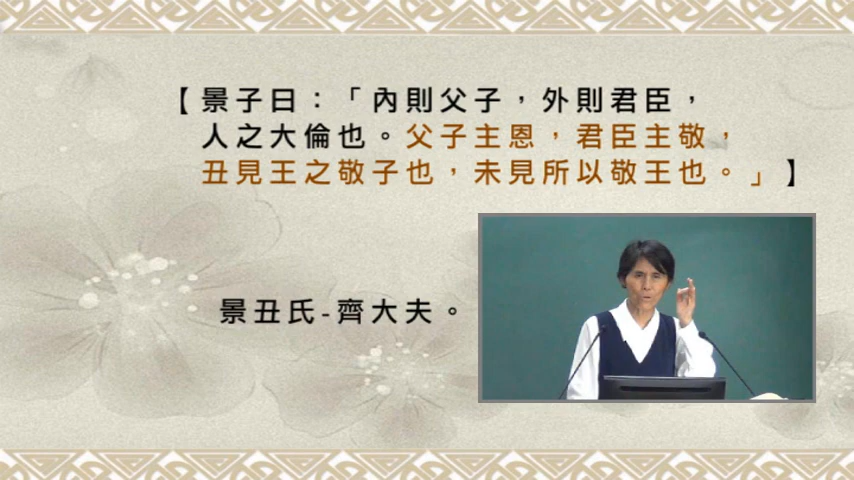 【景子曰：「內則父子，外則君臣，
人之大倫也。父子主恩，君臣主敬，
丑見王之敬子也，未見所以敬王也。」】
景丑氏-齊大夫。